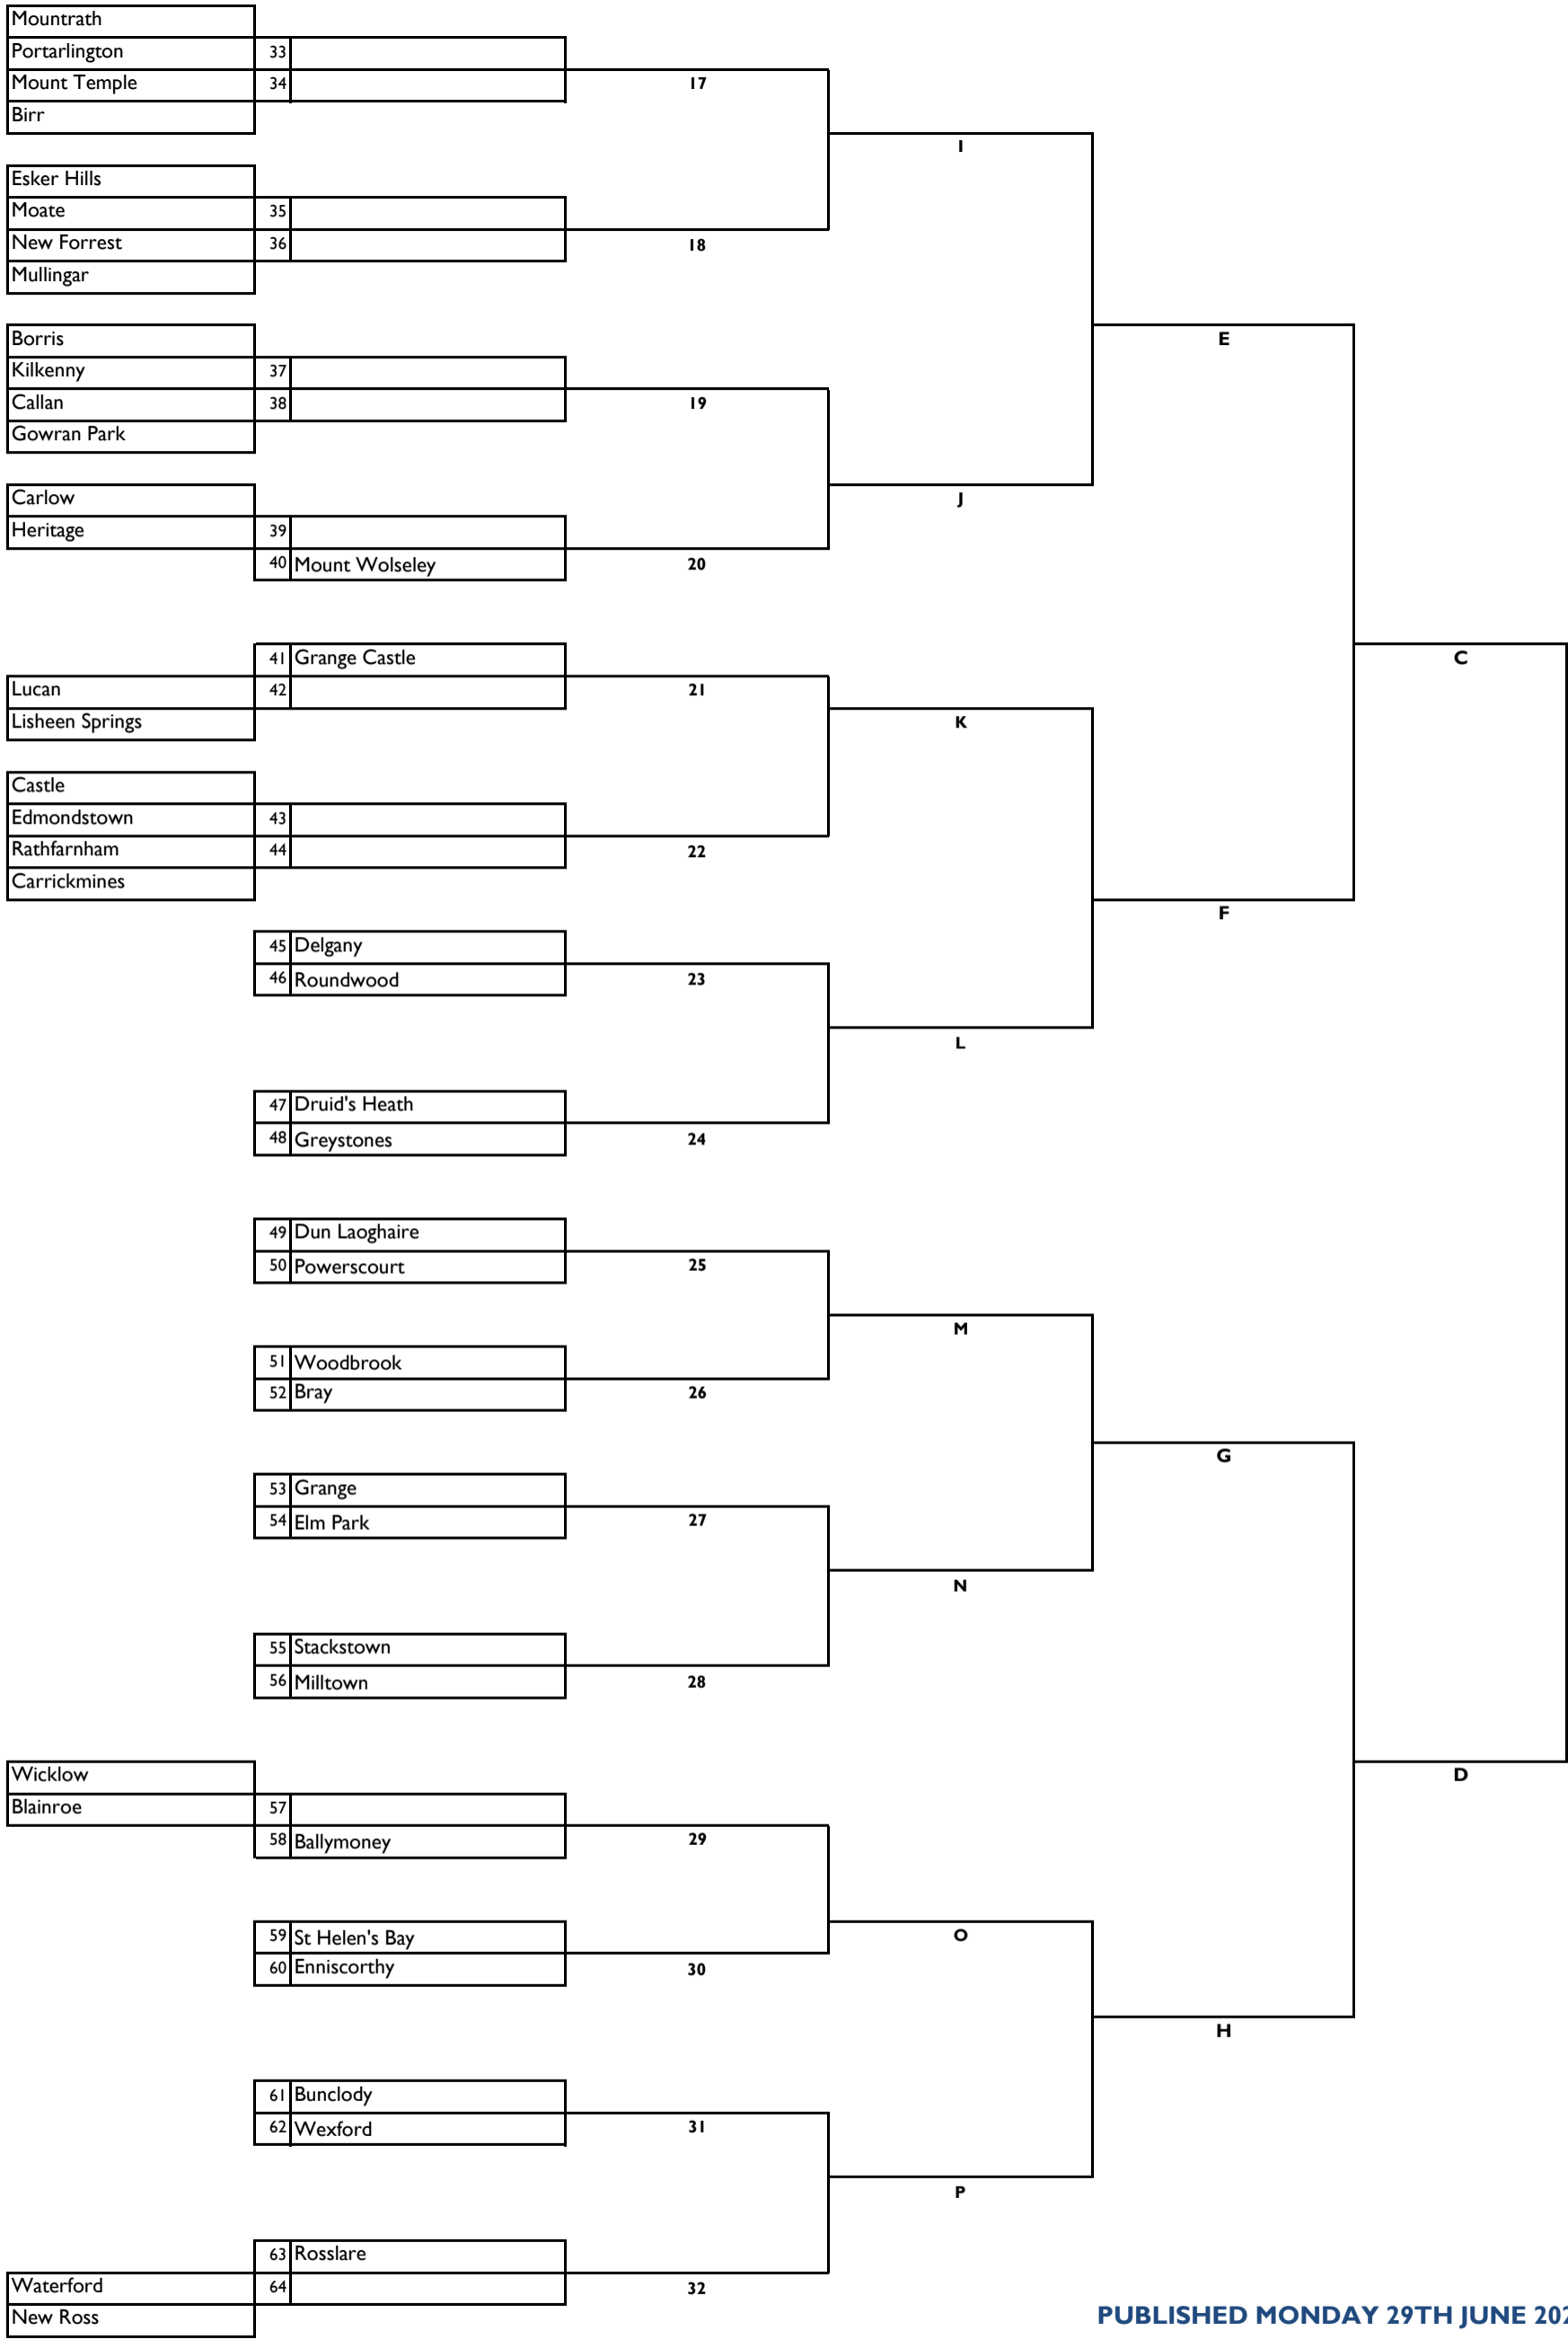 Mountrath
Portarlington 33
Mount Temple 34 17
Birr
I
Esker Hills
Moate 35
New Forrest 36 18
Mullingar
Borris
E
Kilkenny 37
Callan 38 19
Gowran Park
Carlow J
Heritage 39
40 Mount Wolseley 20
41 Grange Castle C
Lucan 42 21
Lisheen Springs K
Castle
Edmondstown 43
Rathfarnham 44 22
Carrickmines
F
45 Delgany
46 Roundwood 23
L
47 Druid's Heath
48 Greystones 24
49 Dun Laoghaire
50 Powerscourt 25
M
51 Woodbrook
52 Bray 26
G
53 Grange
54 Elm Park 27
N
55 Stackstown
56 Milltown 28
Wicklow D
Blainroe 57
58 Ballymoney 29
59 St Helen's Bay O
60 Enniscorthy 30
H
61 Bunclody
62 Wexford 31
P
63 Rosslare
Waterford 64 32
New Ross
PUBLISHED MONDAY 29TH JUNE